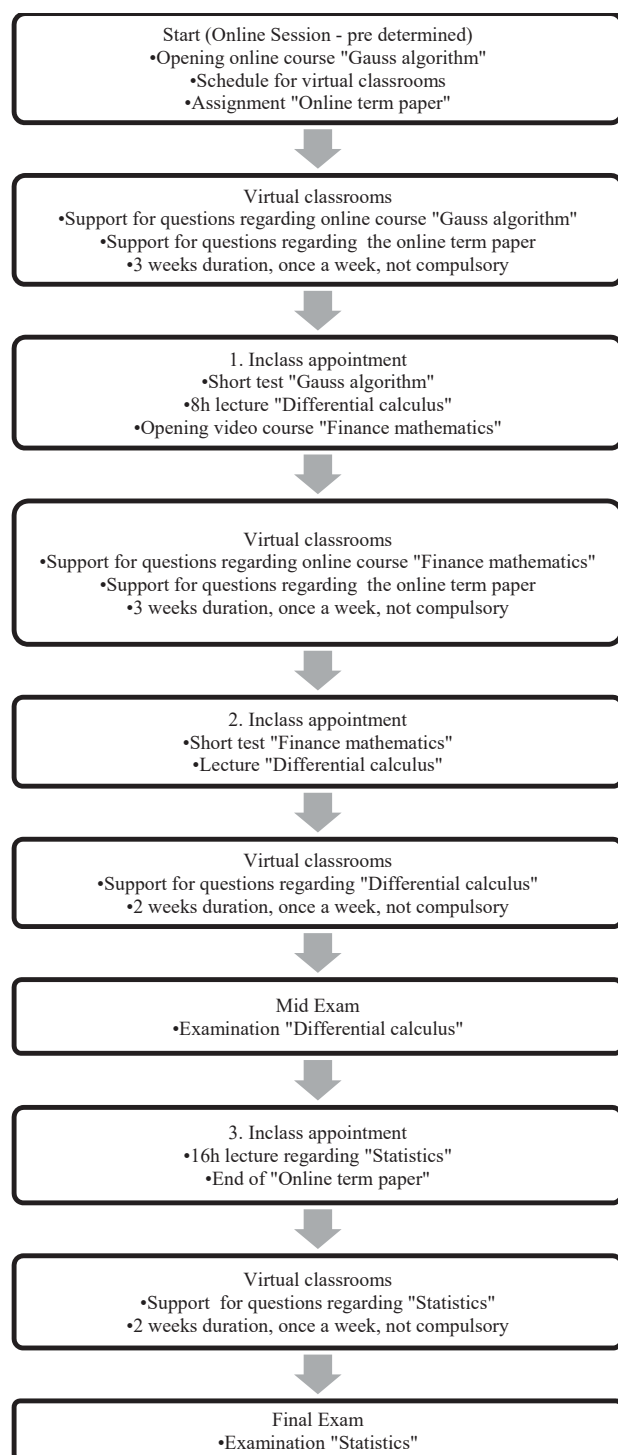 Start (Online Session - pre determined)
•Opening online course "Gauss algorithm"
•Schedule for virtual classrooms
•Assignment "Online term paper"
Virtual classrooms
•Support for questions regarding online course "Gauss algorithm"
•Support for questions regarding  the online term paper
•3 weeks duration, once a week, not compulsory
1. Inclass appointment
•Short test "Gauss algorithm"
•8h lecture "Differential calculus"
•Opening video course "Finance mathematics"
Virtual classrooms
•Support for questions regarding online course "Finance mathematics"
•Support for questions regarding  the online term paper
•3 weeks duration, once a week, not compulsory
2. Inclass appointment
•Short test "Finance mathematics"
•Lecture "Differential calculus"
Virtual classrooms
•Support for questions regarding "Differential calculus"
•2 weeks duration, once a week, not compulsory
Mid Exam
•Examination "Differential calculus"
3. Inclass appointment
•16h lecture regarding "Statistics"
•End of "Online term paper"
Virtual classrooms
•Support  for questions regarding "Statistics"
•2 weeks duration, once a week, not compulsory
Final Exam
•Examination "Statistics"